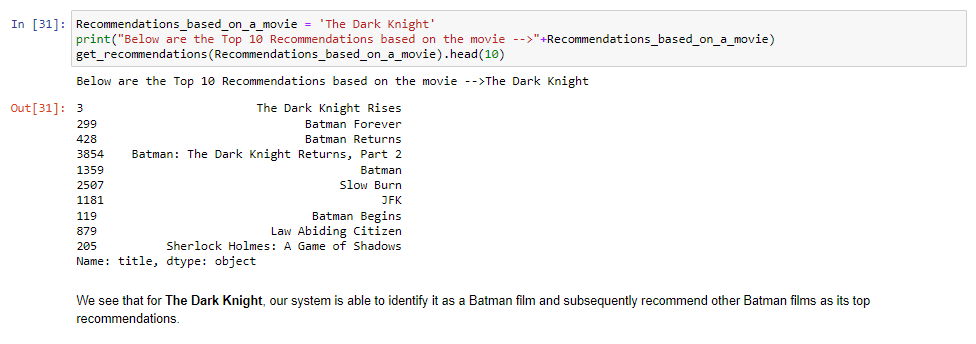 In [31]: Recommendations_based_on_a_movie = 'The Dark Knight'
print("Below are the Top 10 Recommendations based on the movie -->"+Recommendations_based_on_a_movie)
get_recommendations(Recommendations_based_on_a_movie).head(10)
Below are the Top 10 Recommendations based on the movie -->The Dark Knight
Out[31]: 3 The Dark Knight Rises
299 Batman Forever
428 Batman Returns
3854 Batman: The Dark Knight Returns, Part 2
1359 Batman
2507 Slow Burn
1181 JFK
119 Batman Begins
879 Law Abiding Citizen
205 Sherlock Holmes: A Game of Shadows
Name: title, dtype: object
We see that for The Dark Knight, our system is able to identify it as a Batman film and subsequently recommend other Batman films as its top
recommendations.